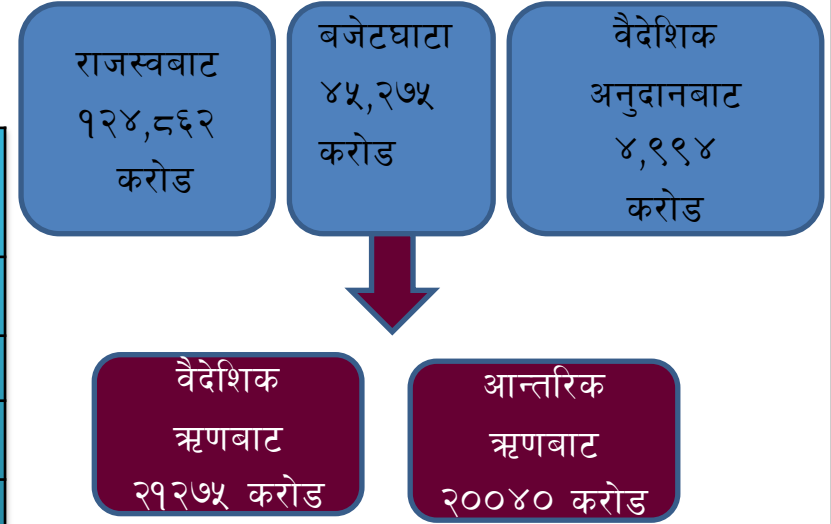 राजस्वबाट
१२४,८६२
करोड
बजेटघाटा
४५,२७५
करोड
वैदेशिक
अनुदानबाट
४,९९४
करोड
वैदेशिक
ऋणबाट
२१२७५ करोड
आन्तरिक
ऋणबाट
२००४० करोड